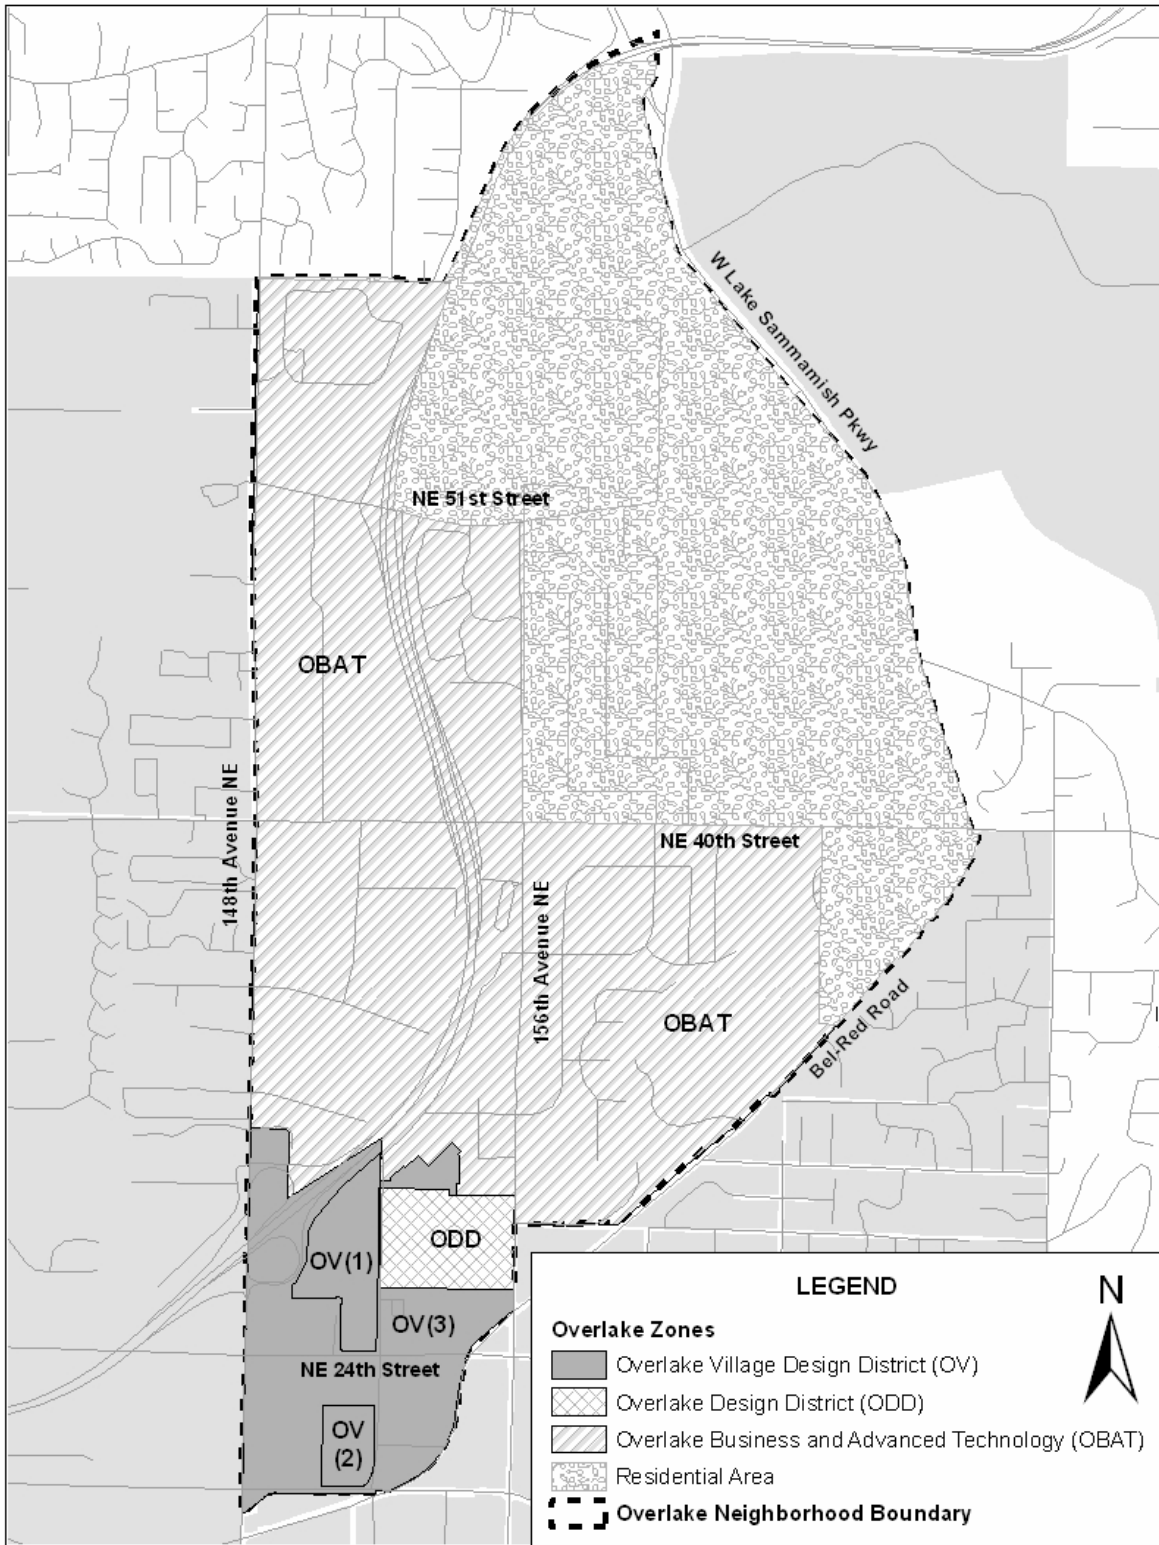 W Lake Sammamish Pkwy
NE 51st Street
OBAT
148th Avenue NE
NE 40th Street
156th Avenue NE
OBAT
Bel-Red Road
ODD
OV(1)
OV(3)
NE 24th Street
OV
(2)
LEGEND
N
Overlake Zones
Overlake Village Design District (OV)
Overlake Design District (ODD)
Overlake Business and Advanced Technology (OBAT)
Residential Area
Overlake Neighborhood Boundary